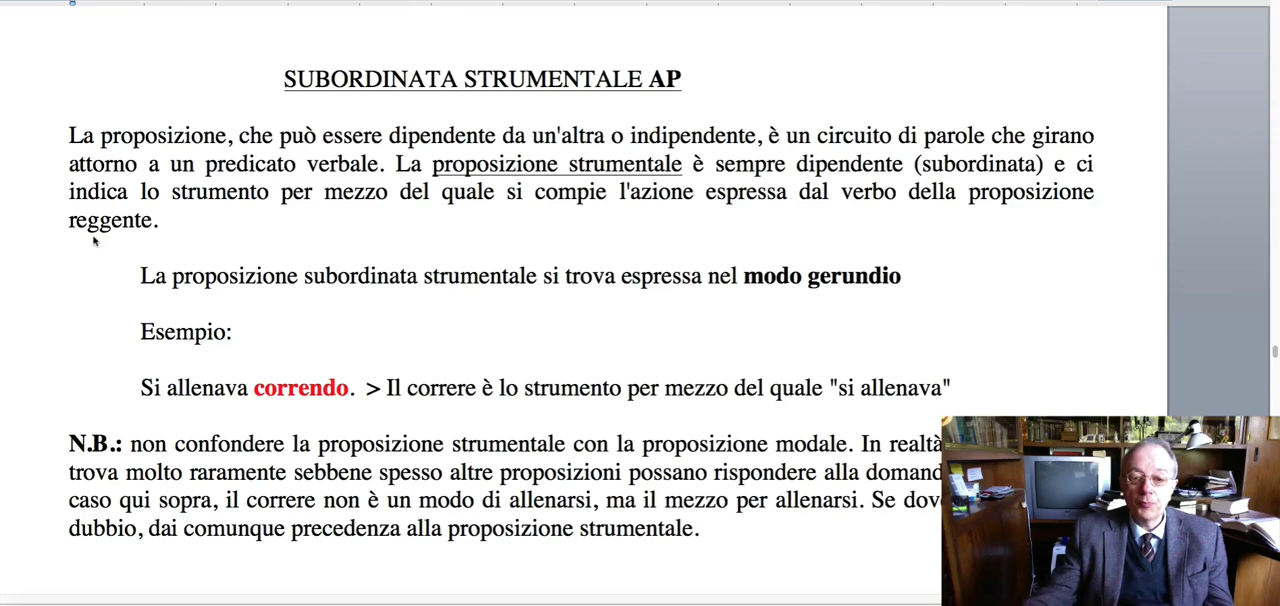 SUBORDINATA STRUMENTALE AP
La proposizione, che può essere dipendente da un'altra o indipendente, è un circuito di parole che girano
attorno a un predicato verbale. La proposizione strumentale è sempre dipendente (subordinata) e ci
indica lo strumento per mezzo del quale si compie l'azione espressa dal verbo della proposizione
reggente.
La proposizione subordinata strumentale si trova espressa nel modo gerundio
Esempio:
Si allenava correndo. > Il correre è lo strumento per mezzo del quale "si allenava"
N.B.: non confondere la proposizione strumentale con la proposizione modale. In realtà
trova molto raramente sebbene spesso altre proposizioni possano rispondere alla
caso qui sopra, il correre non è un modo di allenarsi, ma il mezzo per allenarsi. Se
dubbio, dai comunque precedenza alla proposizione strumentale.